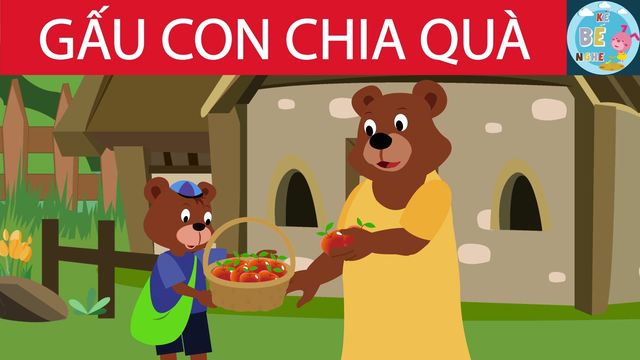 GẤU CON CHIA QUÀ
KỂ
BÉ
NGHE